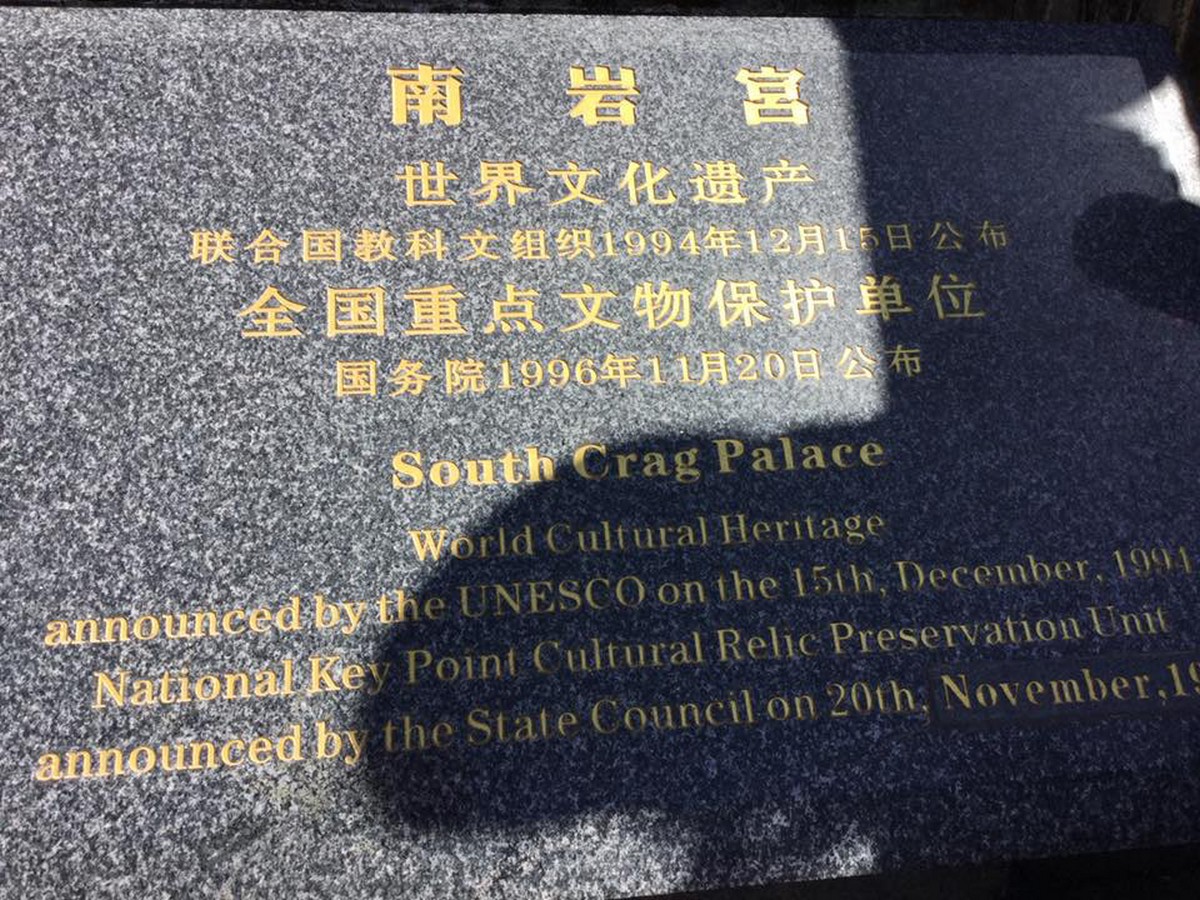 南岩宫
世界文化遗产
联合国教科文组织1994年12月15日公布
全国重点文物保护单位
国务院1996年11月20日公布
South Crag Palace
World Cultural Heritage
announced by the UNESCO on the 15th, December, 1994
National Key Point Cultural Relic Preservation Unit
announced by the State Council on 20th, November,19